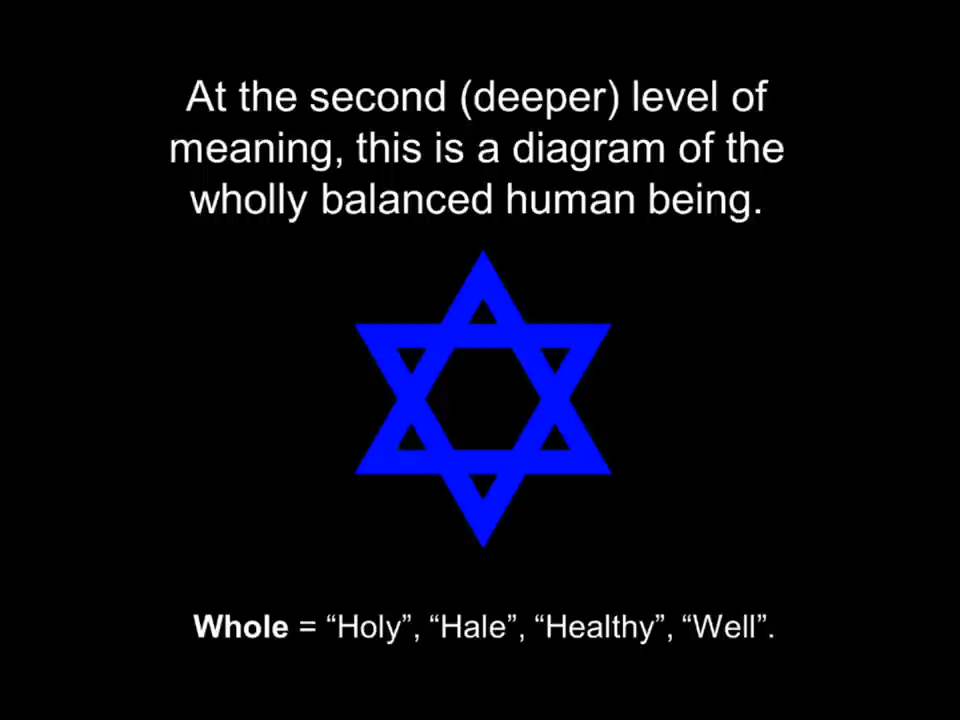 At the second (deeper) level of
meaning, this is a diagram of the
wholly balanced human being.
Whole = “Holy”, “Hale”, “Healthy”, “Well”.